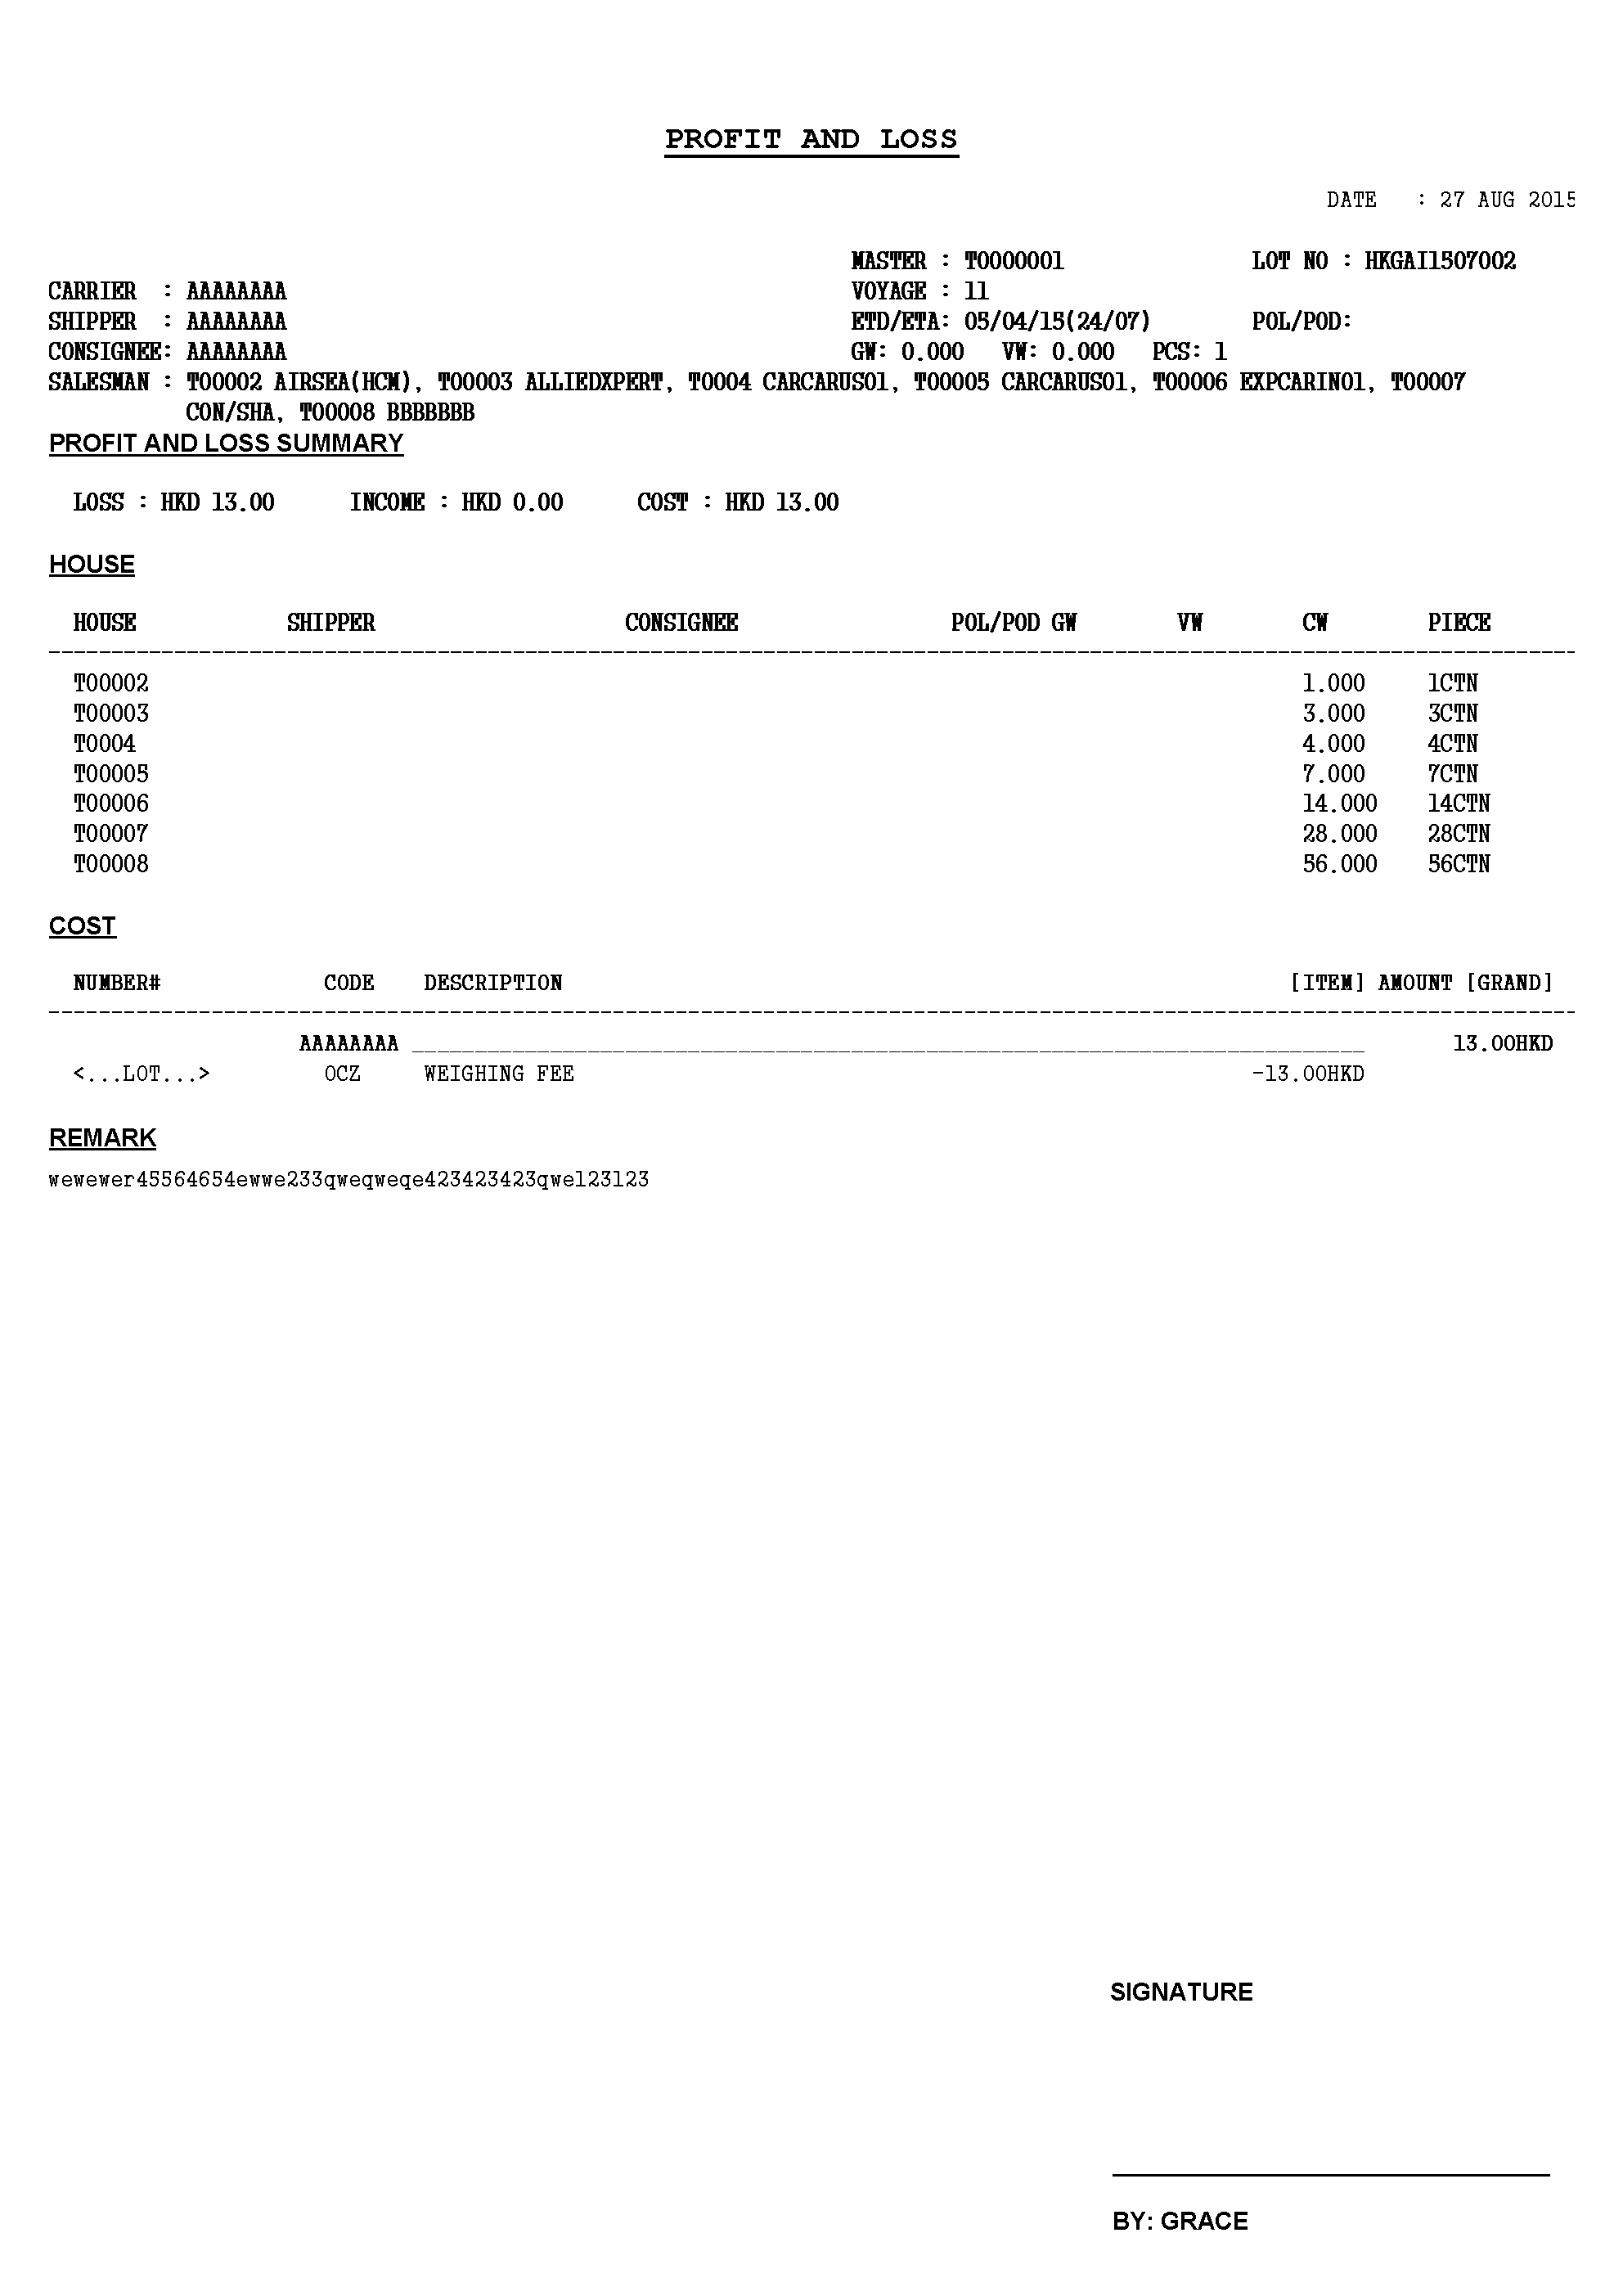 PROFIT AND LOSS
DATE : 27 AUG 2015
MASTER : T0000001 LOT NO : HKGAI1507002
CARRIER : AAAAAAAA VOYAGE : 11
SHIPPER : AAAAAAAA ETD/ETA: 05/04/15(24/07) POL/POD:
CONSIGNEE: AAAAAAAA GW: 0.000 VW: 0.000 PCS: 1
SALESMAN : T00002 AIRSEA(HCM), T00003 ALLIEDXPERT, T0004 CARCARUS01, T00005 CARCARUS01, T00006 EXPCARIN01, T00007
CON/SHA, T00008 BBBBBBB
PROFIT AND LOSS SUMMARY
LOSS : HKD 13.00 INCOME : HKD 0.00 COST : HKD 13.00
HOUSE
HOUSE SHIPPER CONSIGNEE POL/POD GW VW CW PIECE
T00002 1.000 1CTN
T00003 3.000 3CTN
T0004 4.000 4CTN
T00005 7.000 7CTN
T00006 14.000 14CTN
T00007 28.000 28CTN
T00008 56.000 56CTN
COST
NUMBER# CODE DESCRIPTION [ITEM] AMOUNT [GRAND]
AAAAAAAA 13.00HKD
<...LOT...> OCZ WEIGHING FEE -13.00HKD
REMARK
wewewer45564654ewwe233qweqweqe423423423qwe123123
SIGNATURE
BY: GRACE